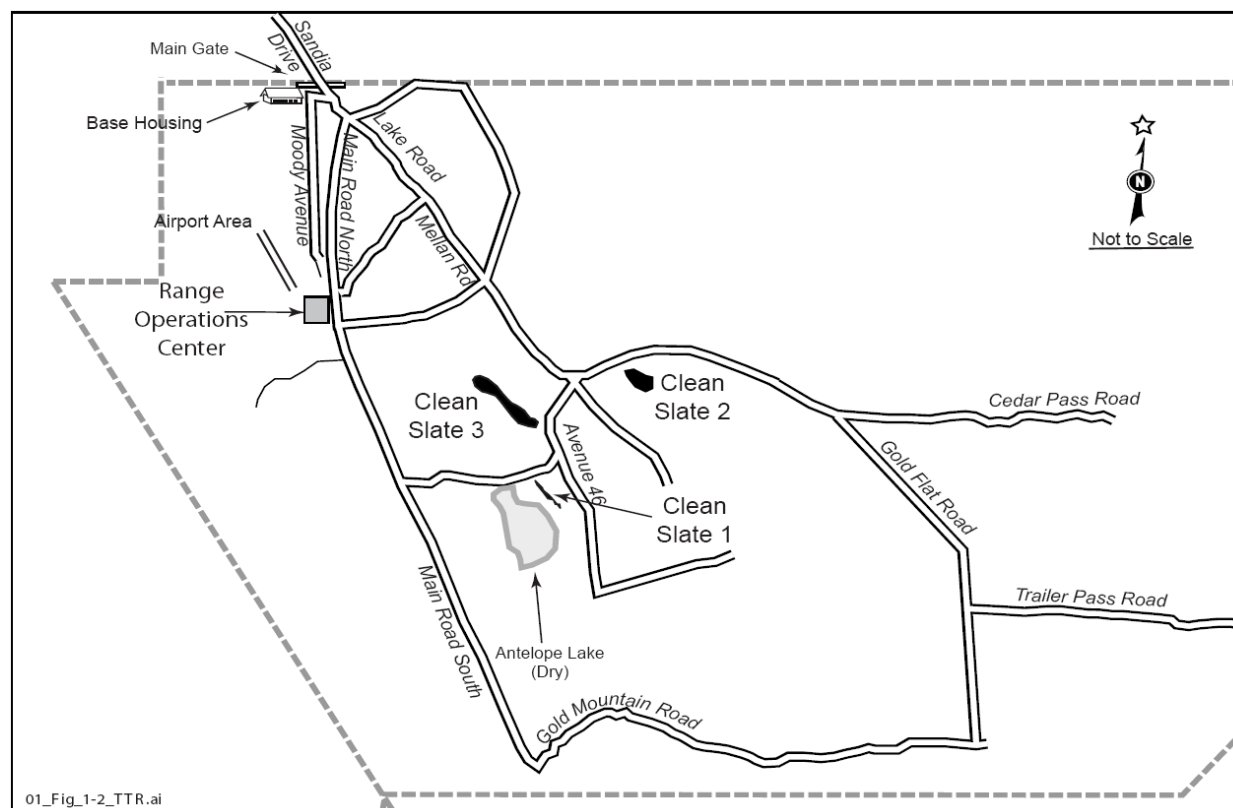 Sandia
Drive
Main Gate
Base Housing
Moody Avenue
Main Road North
Lake Road
Mellan Rd
Airport Area
Range
Operations
Center
N
Not to Scale
Clean
Slate 3
Clean
Slate 2
Cedar Pass Road
Avenue 46
Gold Flat Road
Clean
Slate 1
Main Road South
Antelope Lake
(Dry)
Trailer Pass Road
Gold Mountain Road
01_Fig_1-2_TTR.ai